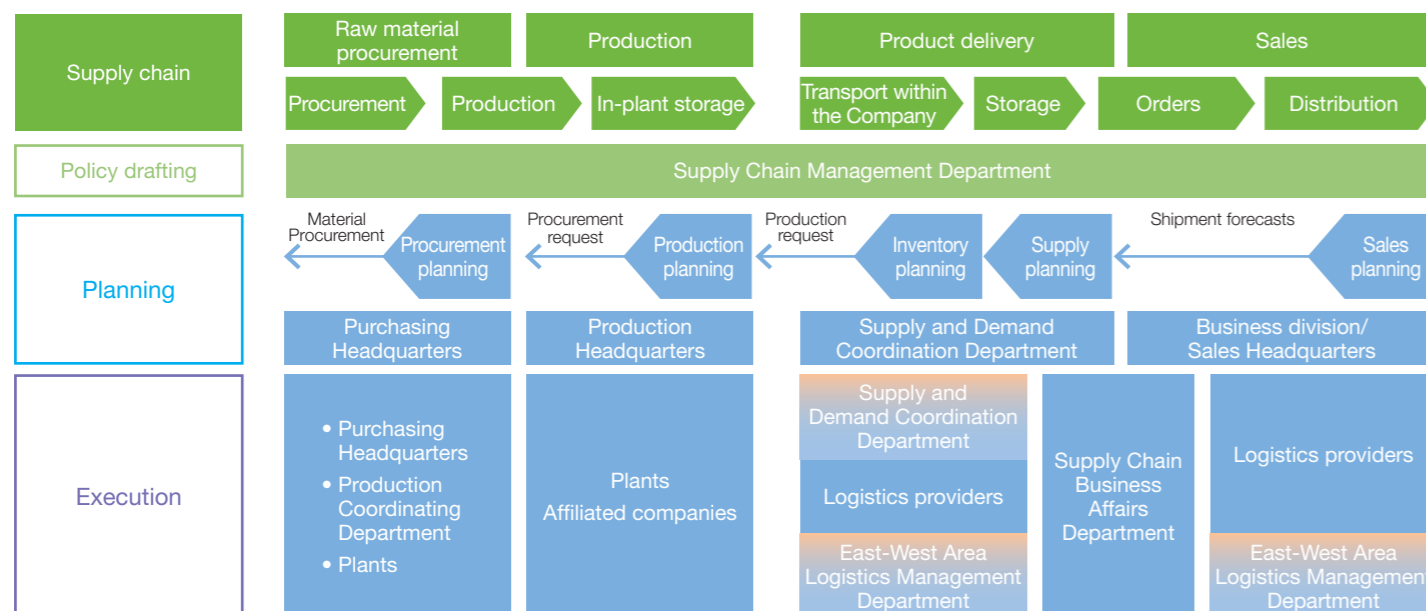 Supply chain
Raw material
procurement
Production
Product delivery
Sales
Procurement
Production
In-plant storage
Transport within
the Company
Storage
Orders
Distribution
Policy drafting
Supply Chain Management Department
Planning
Material
Procurement
Procurement
planning
Procurement
request
Production
planning
Production
request
Inventory
planning
Supply
planning
Shipment forecasts
Sales
planning
Purchasing
Headquarters
Production
Headquarters
Supply and Demand
Coordination Department
Business division/
Sales Headquarters
Execution
• Purchasing
Headquarters
• Production
Coordinating
Department
• Plants
Plants
Affiliated companies
Supply and
Demand Coordination
Department
Logistics providers
East-West Area
Logistics Management
Department
Supply Chain
Business
Affairs
Department
Logistics providers
East-West Area
Logistics Management
Department